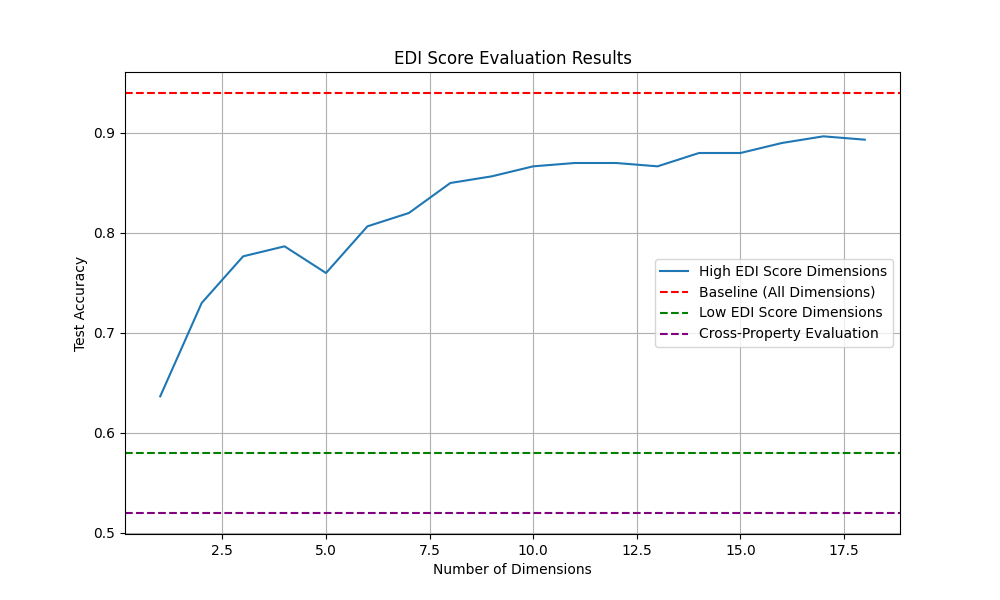 EDI Score Evaluation Results
Test Accuracy
0.9
0.8
0.7
0.6
0.5
High EDI Score Dimensions
Baseline (All Dimensions)
Low EDI Score Dimensions
Cross-Property Evaluation
2.5 5.0 7.5 10.0 12.5 15.0 17.5
Number of Dimensions